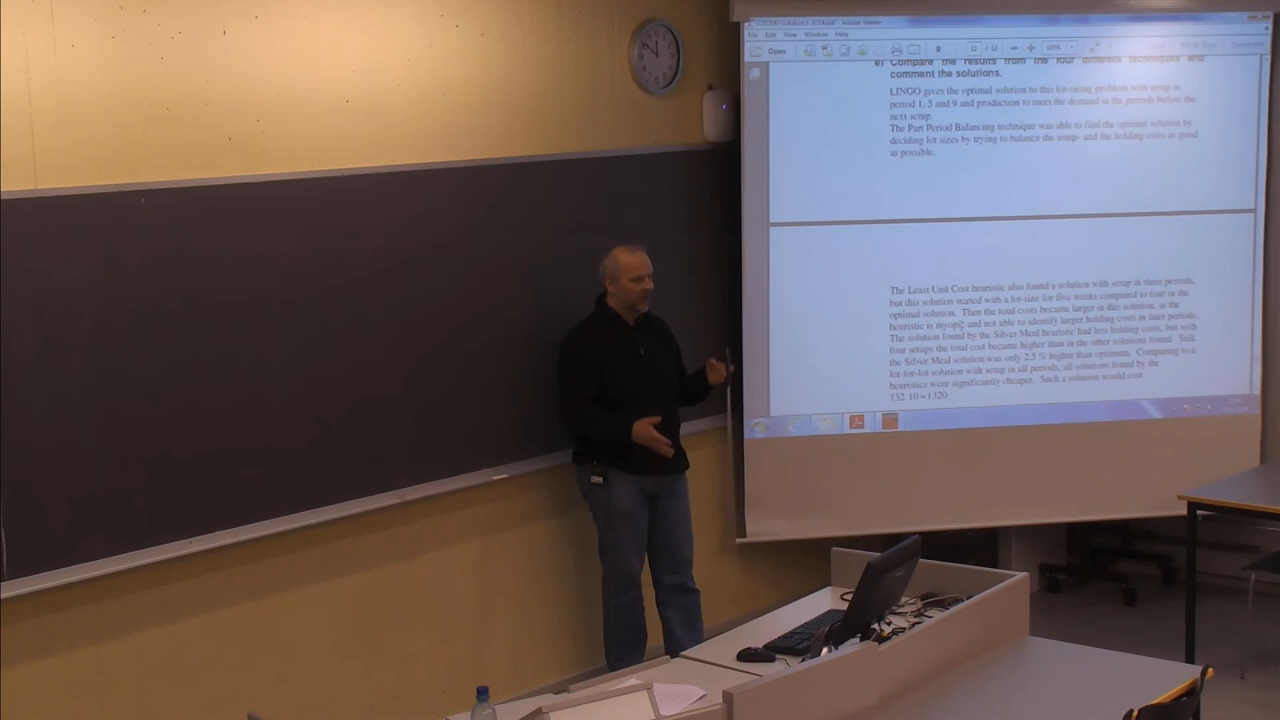 File Edit View Window Help
Open
e) Compare the results from the four different techniques and
comment the solutions.
LINGO gives the optimal solution to this lot-sizing problem with setup in
period 1, 5 and 9 and production to meet the demand in the periods before the
next setup.
The Part Period Balancing technique was able to find the optimal solution by
deciding lot sizes by trying to balance the setup- and the holding costs as good
as possible.
The Least Unit Cost heuristic also found a solution with setup in three periods,
but this solution started with a lot-size for five weeks compared to four in the
optimal solution. Then the total costs became larger in this solution, as the
heuristic is myopic and not able to identify larger holding costs in later periods.
The solution found by the Silver Meal heuristic had less holding costs, but with
four setups the total cost became higher than in the other solutions found. Still,
the Silver Meal solution was only 2.5 % higher than optimum. Comparing to a
lot-for-lot solution with setup in all periods, all solutions found by the
heuristics were significantly cheaper. Such a solution would cost
132·10=1320